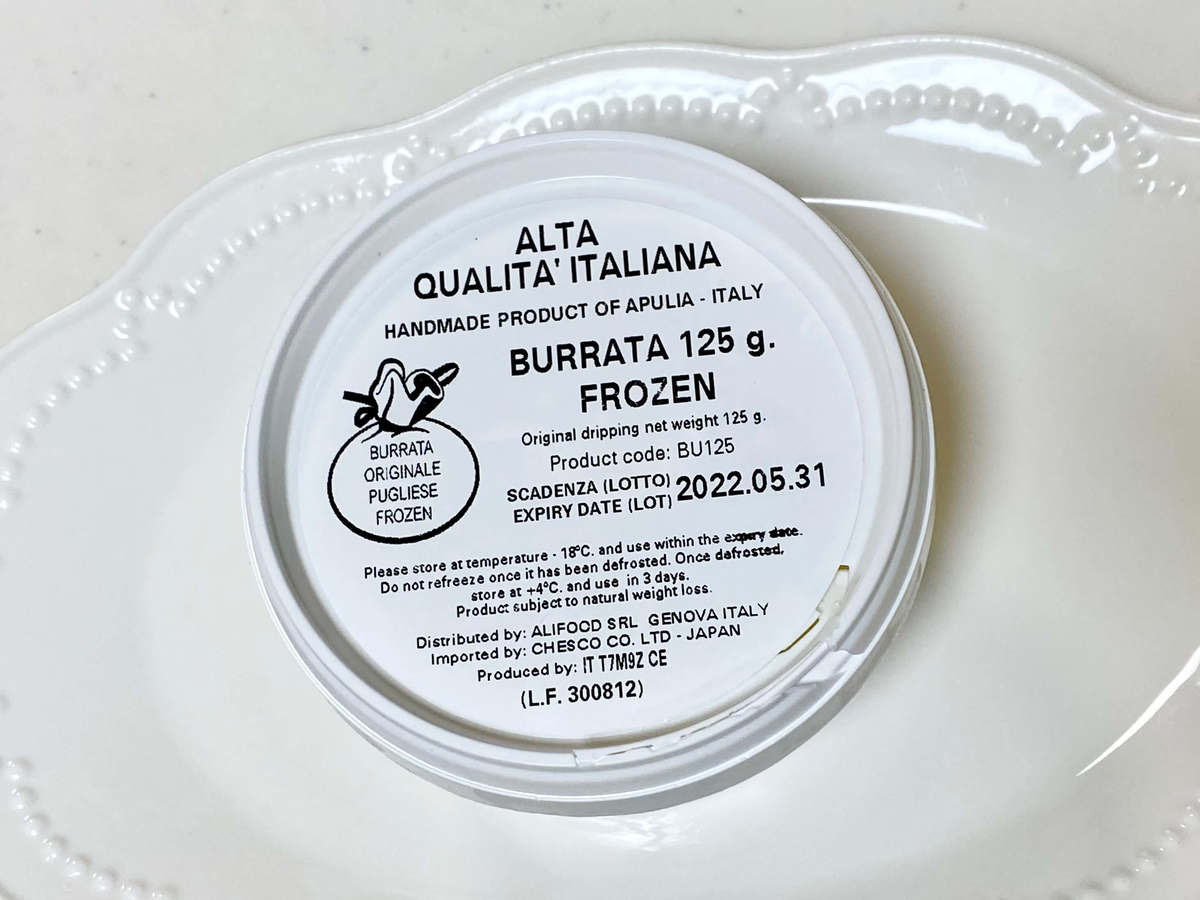 ALTA
QUALITA' ITALIANA
HANDMADE PRODUCT OF APULIA - ITALY
BURRATA 125 g.
FROZEN
Original dripping net weight 125 g.
Product code: BU125
SCADENZA (LOTTO)
EXPIRY DATE (LOT)
2022.05.31
BURRATA
ORIGINALE
PUGLIESE
FROZEN
Please store at temperature - 18°C. and use within the expiry date.
Do not refreeze once it has been defrosted. Once defrosted,
store at +4°C. and use in 3 days.
Product subject to natural weight loss.
Distributed by: ALIFOOD SRL GENOVA ITALY
Imported by: CHESCO CO. LTD - JAPAN
Produced by: IT T7M9Z CE
(L.F. 300812)